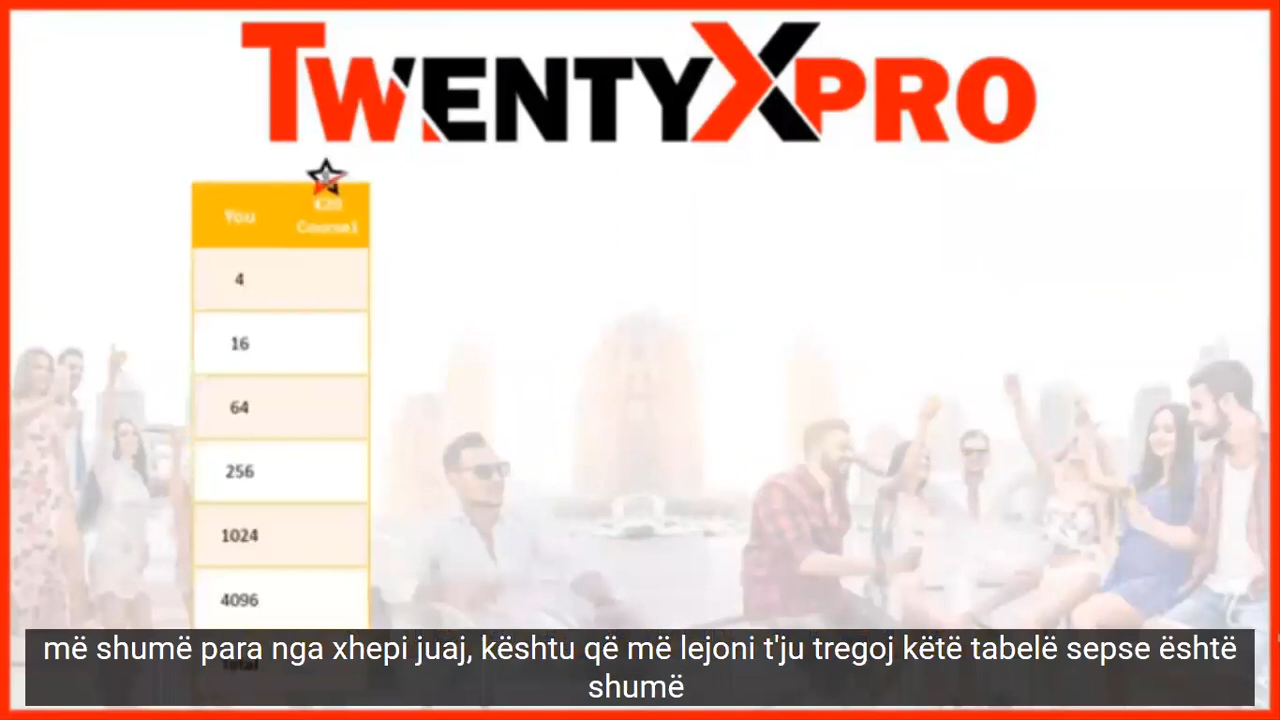 TWENTYXPRO
You
€20
Course1
4
16
64
256
1024
4096
Total
më shumë para nga xhepi juaj, kështu që më lejoni t'ju tregoj këtë tabelë sepse është
shumë